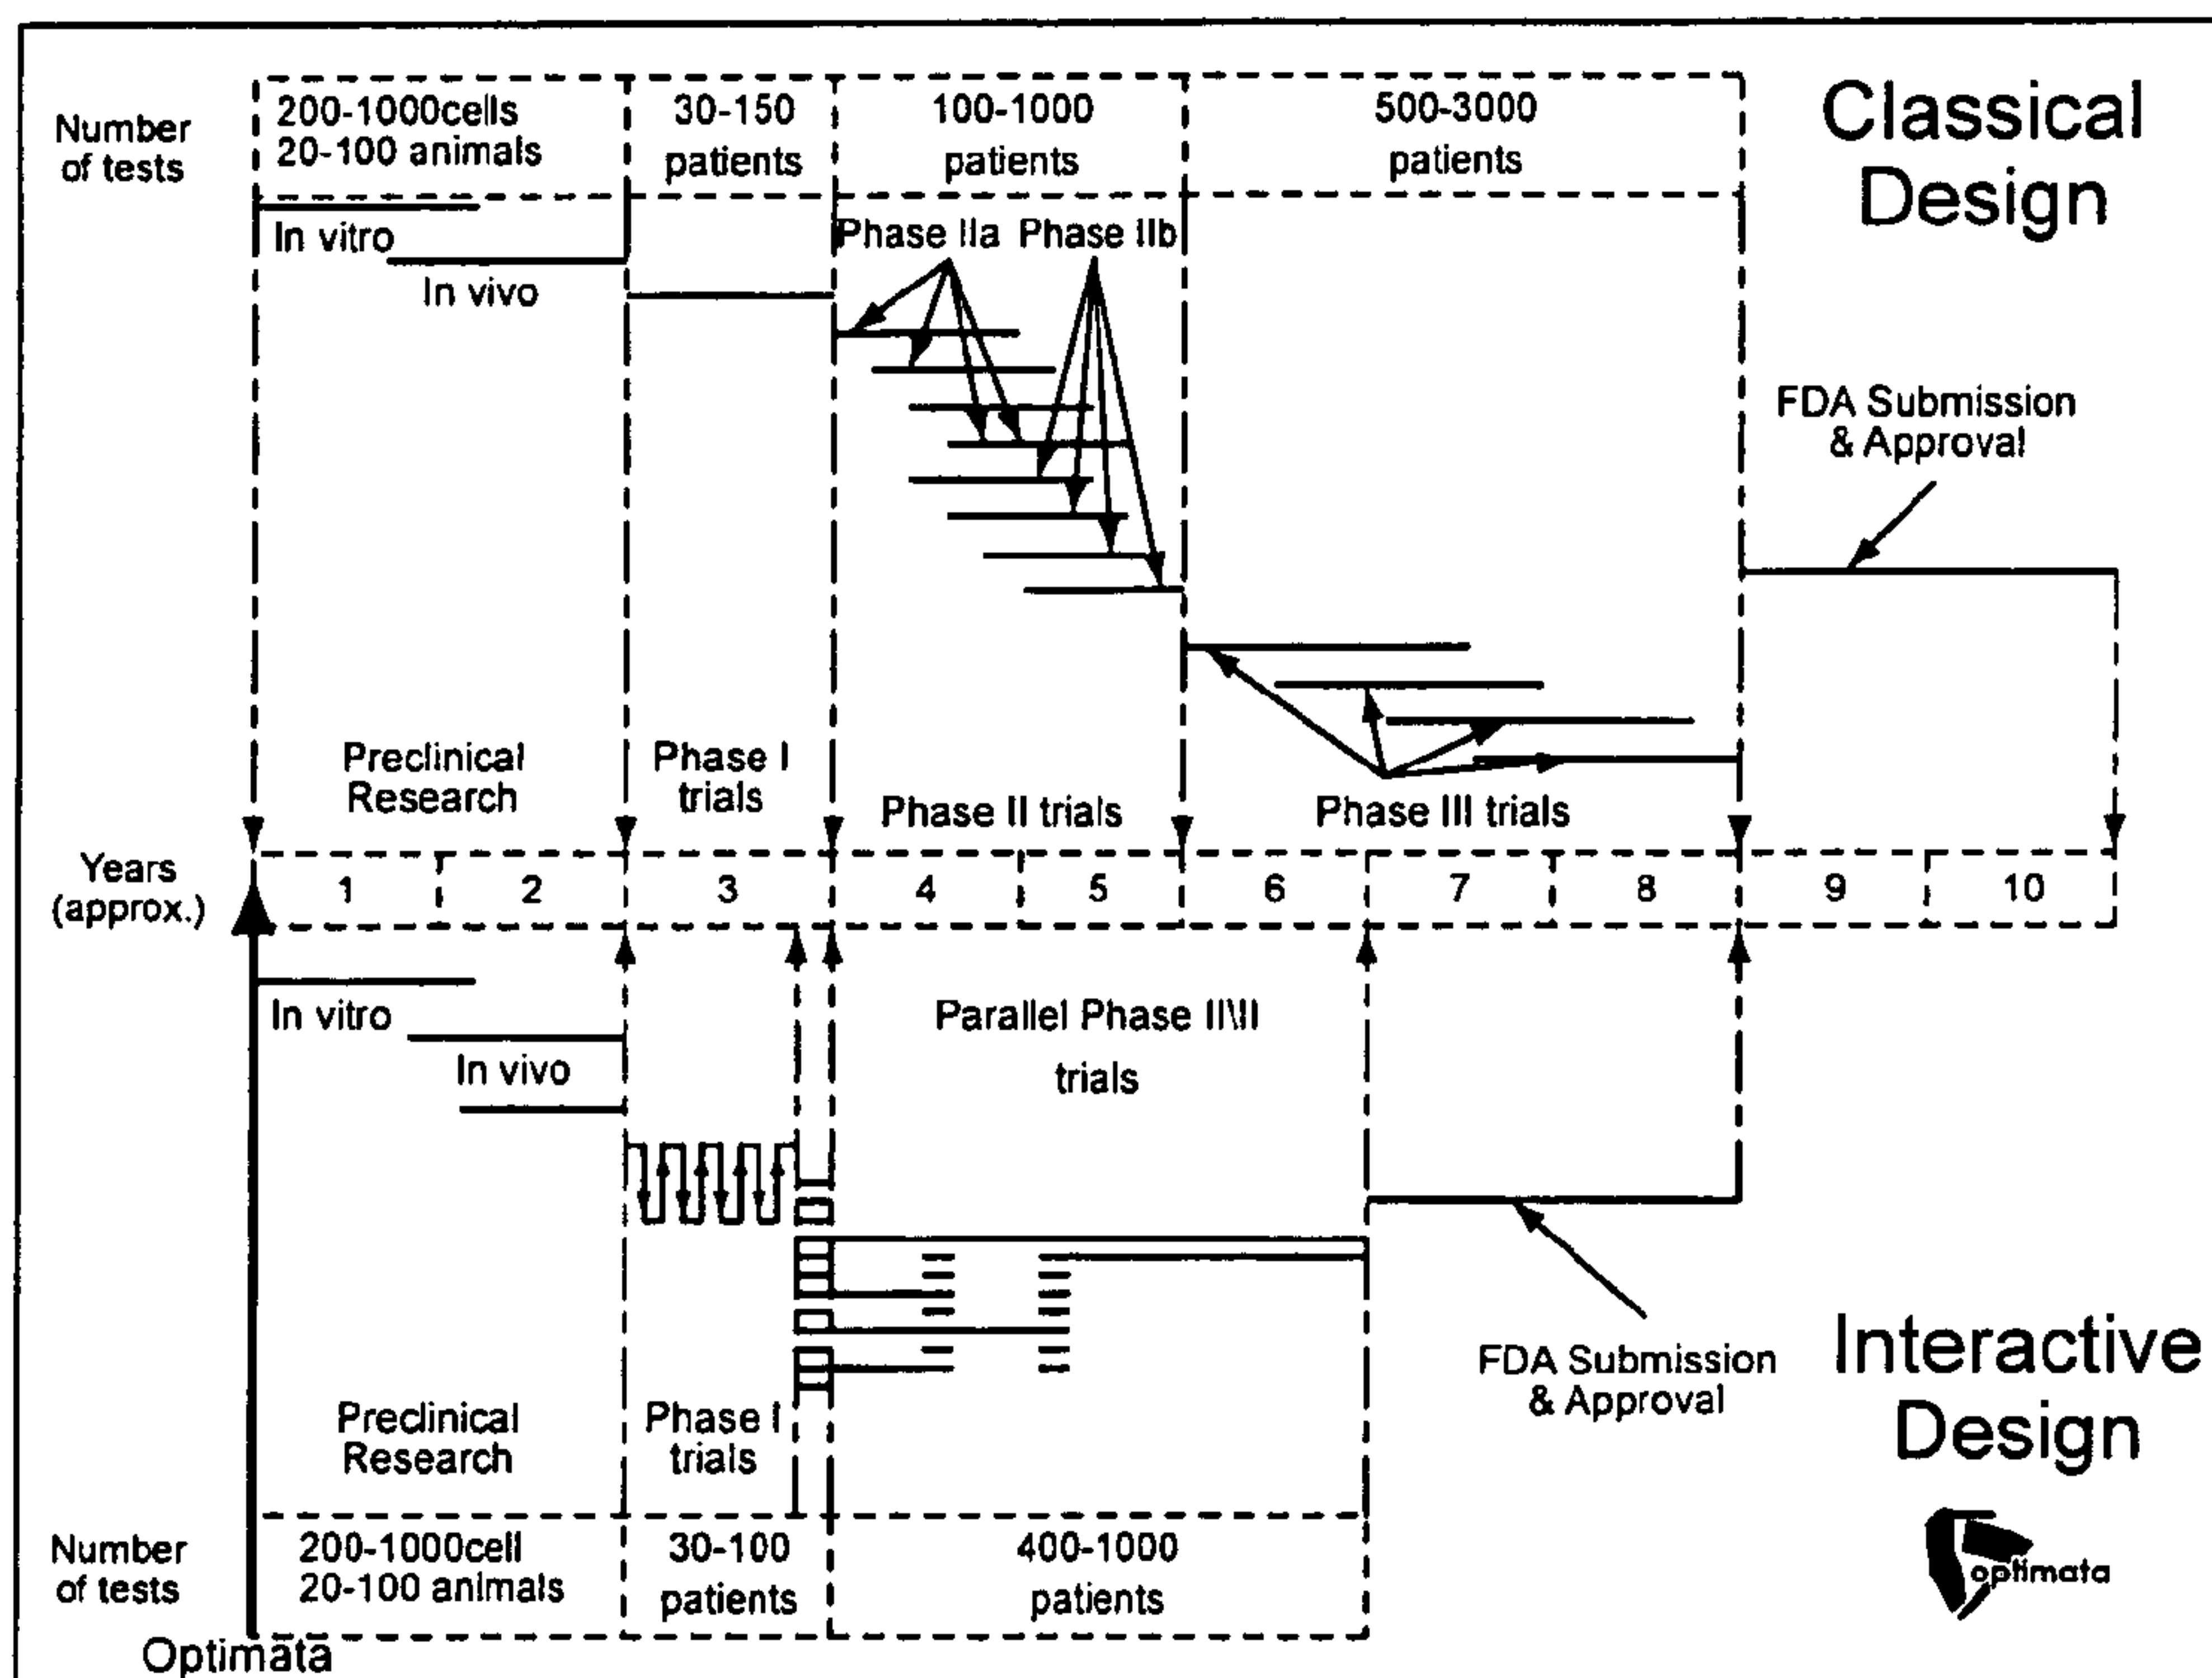 Classical
Design
Number
of tests
200-1000cells
20-100 animals
30-150
patients
100-1000
patients
500-3000
patients
In vitro
In vivo
Phase IIa Phase IIb
FDA Submission
& Approval
Preclinical
Research
Phase I
trials
Phase II trials
Phase III trials
Years
(approx.)
1
2
3
4
5
6
7
8
9
10
In vitro
In vivo
Parallel Phase II\II
trials
Preclinical
Research
Phase I
trials
FDA Submission
& Approval
Interactive
Design
Number
of tests
200-1000cell
20-100 animals
30-100
patients
400-1000
patients
optimata
Optimata